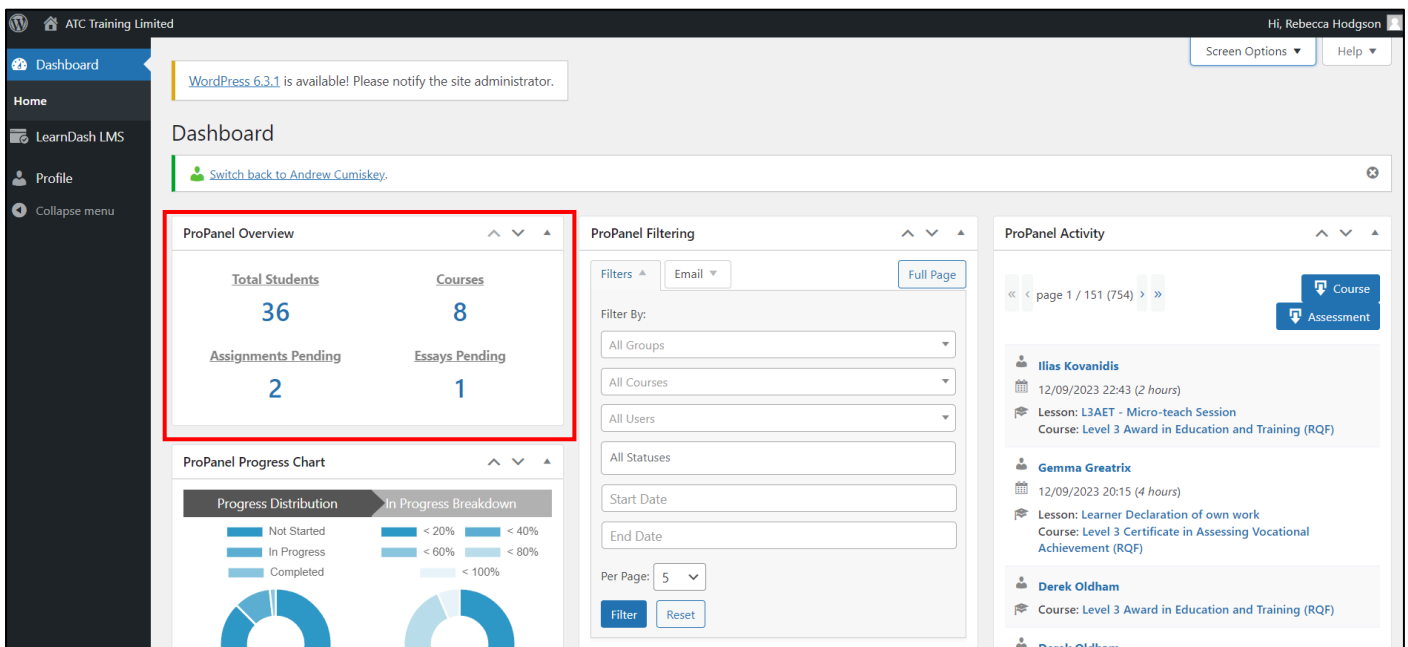 ATC Training Limited
Hi, Rebecca Hodgson
Dashboard
Home
LearnDash LMS
Profile
Collapse menu
Screen Options ▼
Help ▼
WordPress 6.3.1 is available! Please notify the site administrator.
Dashboard
Switch back to Andrew Cumiskey.
ProPanel Overview
Total Students
Courses
36
8
Assignments Pending
Essays Pending
2
1
ProPanel Progress Chart
Progress Distribution
In Progress Breakdown
Not Started
In Progress
Completed
< 20%
< 40%
< 60%
< 80%
< 100%
ProPanel Filtering
Filters
Email
Full Page
Filter By:
All Groups
All Courses
All Users
All Statuses
Start Date
End Date
Per Page: 5
Filter
Reset
ProPanel Activity
« ‹ page 1 / 151 (754) › »
Course
Assessment
Ilias Kovanidis
12/09/2023 22:43 (2 hours)
Lesson: L3AET - Micro-teach Session
Course: Level 3 Award in Education and Training (RQF)
Gemma Greatrix
12/09/2023 20:15 (4 hours)
Lesson: Learner Declaration of own work
Course: Level 3 Certificate in Assessing Vocational
Achievement (RQF)
Derek Oldham
Course: Level 3 Award in Education and Training (RQF)
Derek Oldham